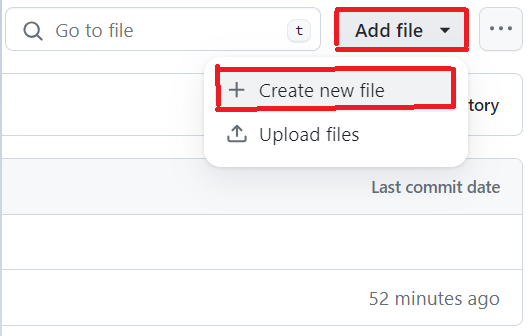 Go to file
t
Add file
Create new file
tory
Upload files
Last commit date
52 minutes ago